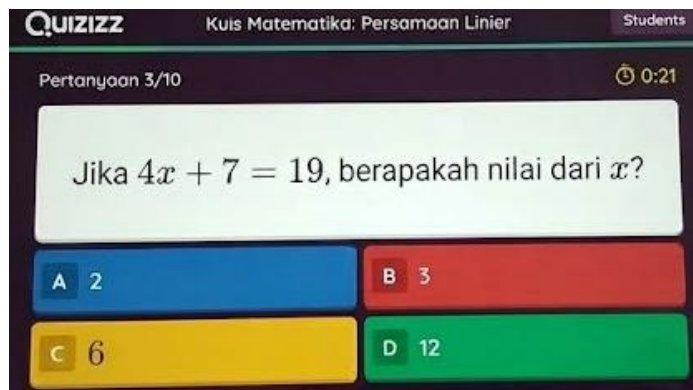 QUIZIZZ
Kuis Matematika: Persamaan Linier
Students
Pertanyaan 3/10
0:21
Jika 4x + 7 = 19, berapakah nilai dari x?
A 2
B 3
C 6
D 12